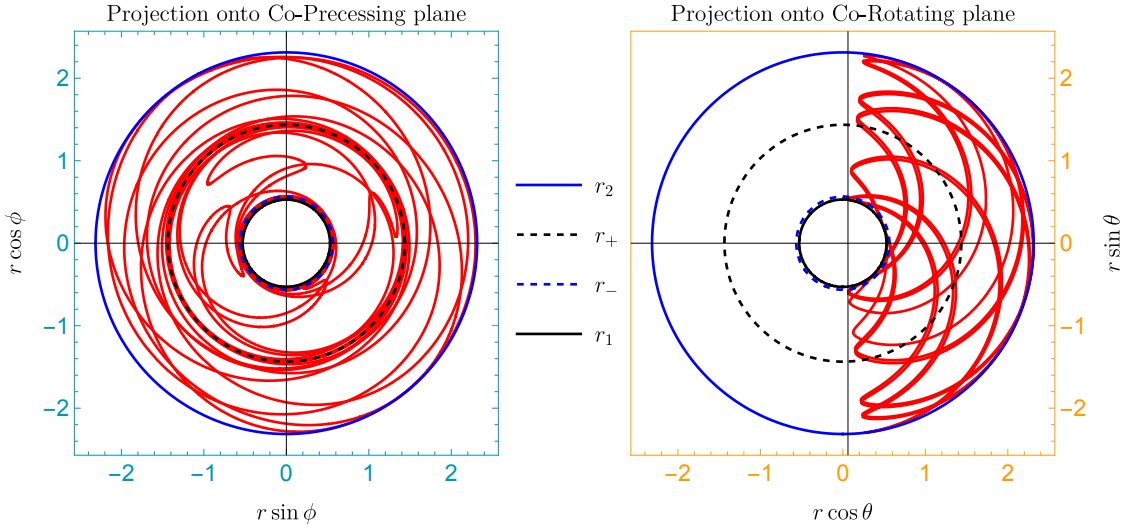 Projection onto Co-Precessing plane
Projection onto Co-Rotating plane
r cos ϕ
2
1
0
−1
−2
−2
−1
0
1
2
r sin ϕ
r₂
r₊
r₋
r₁
−2
−1
0
1
2
r cos θ
2
1
0
−1
−2
r sin θ